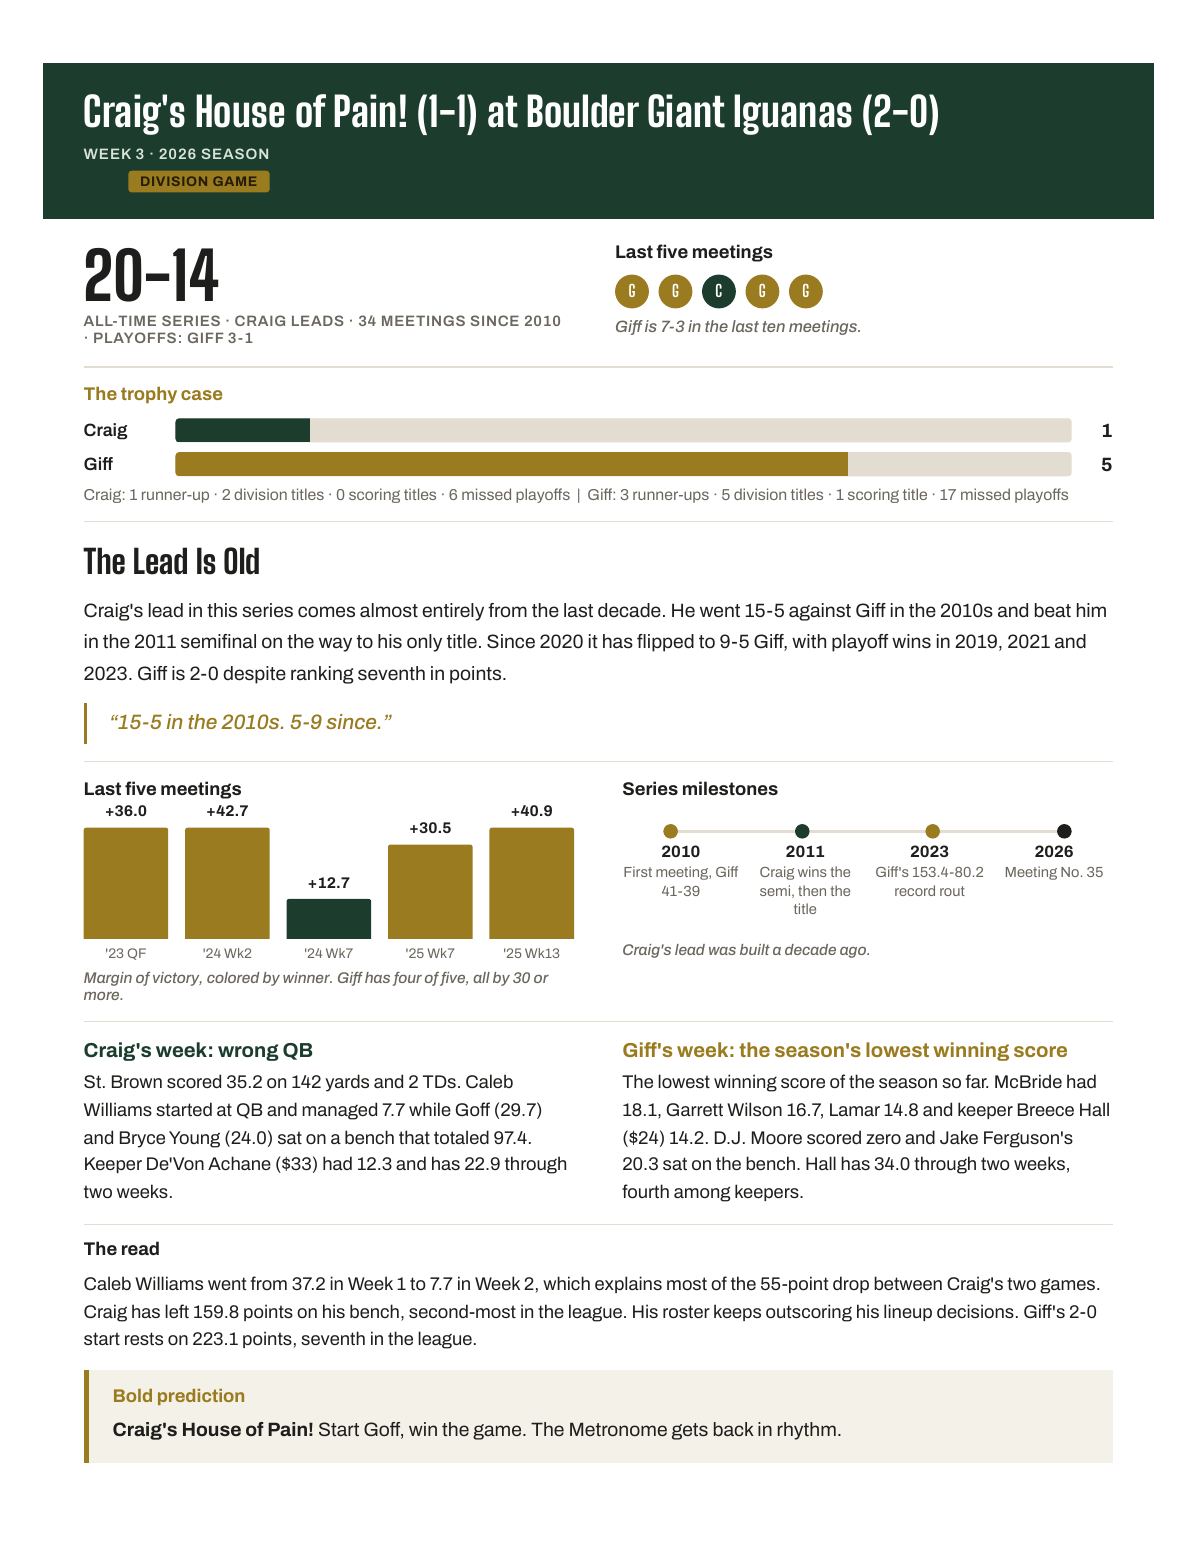 Craig's House of Pain! (1–1) at Boulder Giant Iguanas (2–0)
WEEK 3 · 2026 SEASON
DIVISION GAME
20–14
ALL-TIME SERIES · CRAIG LEADS · 34 MEETINGS SINCE 2010
· PLAYOFFS: GIFF 3-1
Last five meetings
G G C G G
Giff is 7-3 in the last ten meetings.
The trophy case
Craig 1
Giff 5
Craig: 1 runner-up · 2 division titles · 0 scoring titles · 6 missed playoffs | Giff: 3 runner-ups · 5 division titles · 1 scoring title · 17 missed playoffs
The Lead Is Old
Craig's lead in this series comes almost entirely from the last decade. He went 15-5 against Giff in the 2010s and beat him
in the 2011 semifinal on the way to his only title. Since 2020 it has flipped to 9-5 Giff, with playoff wins in 2019, 2021 and
2023. Giff is 2-0 despite ranking seventh in points.
“15-5 in the 2010s. 5-9 since.”
Last five meetings
+36.0 +42.7 +12.7 +30.5 +40.9
'23 QF '24 Wk2 '24 Wk7 '25 Wk7 '25 Wk13
Margin of victory, colored by winner. Giff has four of five, all by 30 or
more.
Series milestones
2010 2011 2023 2026
First meeting, Giff
41-39
Craig wins the
semi, then the
title
Giff's 153.4-80.2
record rout
Meeting No. 35
Craig's lead was built a decade ago.
Craig's week: wrong QB
St. Brown scored 35.2 on 142 yards and 2 TDs. Caleb
Williams started at QB and managed 7.7 while Goff (29.7)
and Bryce Young (24.0) sat on a bench that totaled 97.4.
Keeper De'Von Achane ($33) had 12.3 and has 22.9 through
two weeks.
Giff's week: the season's lowest winning score
The lowest winning score of the season so far. McBride had
18.1, Garrett Wilson 16.7, Lamar 14.8 and keeper Breece Hall
($24) 14.2. D.J. Moore scored zero and Jake Ferguson's
20.3 sat on the bench. Hall has 34.0 through two weeks,
fourth among keepers.
The read
Caleb Williams went from 37.2 in Week 1 to 7.7 in Week 2, which explains most of the 55-point drop between Craig's two games.
Craig has left 159.8 points on his bench, second-most in the league. His roster keeps outscoring his lineup decisions. Giff's 2-0
start rests on 223.1 points, seventh in the league.
Bold prediction
Craig's House of Pain! Start Goff, win the game. The Metronome gets back in rhythm.